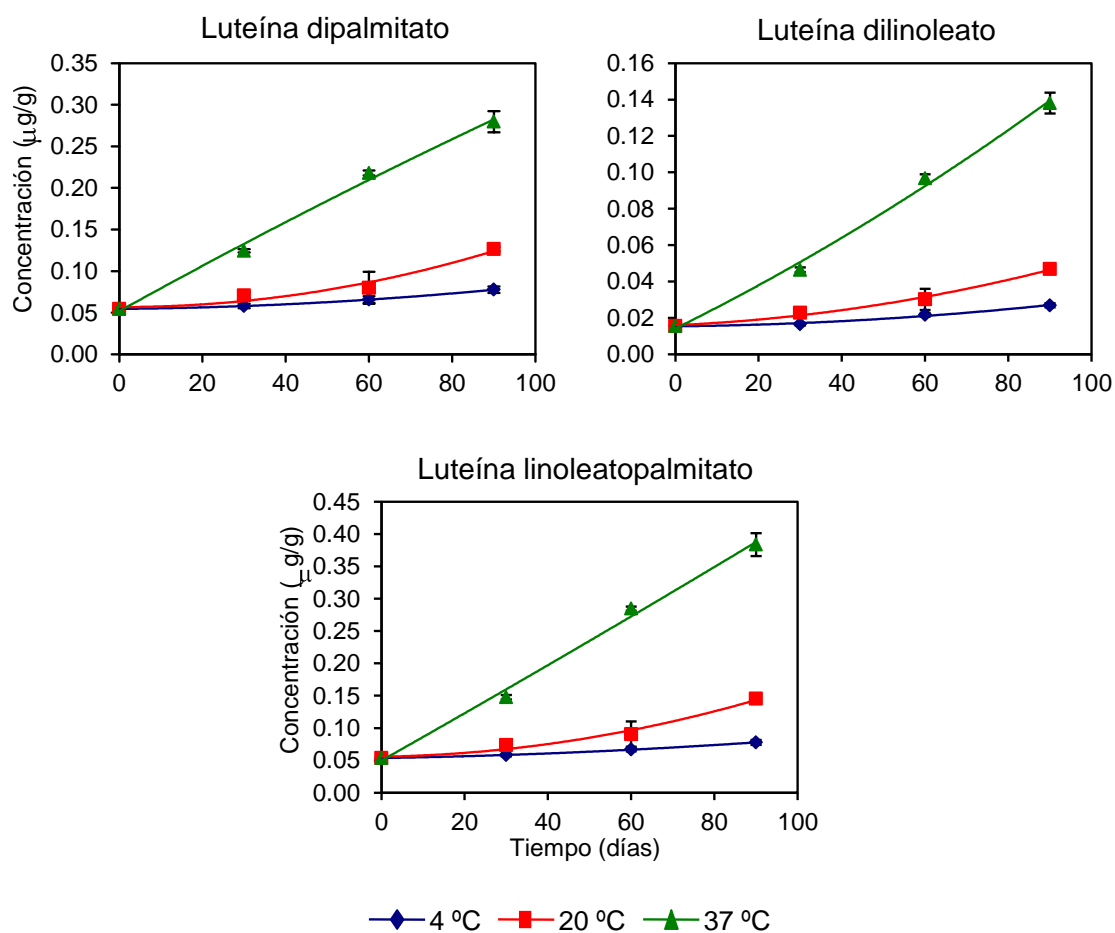 Luteína dipalmitato
Concentración (µg/g)
0.35
0.30
0.25
0.20
0.15
0.10
0.05
0.00
0 20 40 60 80 100
Luteína dilinoleato
0.16
0.14
0.12
0.10
0.08
0.06
0.04
0.02
0.00
0 20 40 60 80 100
Luteína linoleatopalmitato
Concentración (µg/g)
0.45
0.40
0.35
0.30
0.25
0.20
0.15
0.10
0.05
0.00
0 20 40 60 80 100
Tiempo (días)
4 ºC 20 ºC 37 ºC